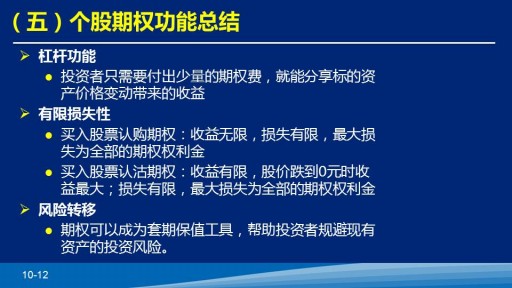 （五）个股期权功能总结
杠杆功能
投资者只需要付出少量的期权费，就能分享标的资
产价格变动带来的收益
有限损失性
买入股票认购期权：收益无限，损失有限，最大损
失为全部的期权权利金
买入股票认沽期权：收益有限，股价跌到0元时收
益最大；损失有限，最大损失为全部的期权权利金
风险转移
期权可以成为套期保值工具，帮助投资者规避现有
资产的投资风险。
10-12